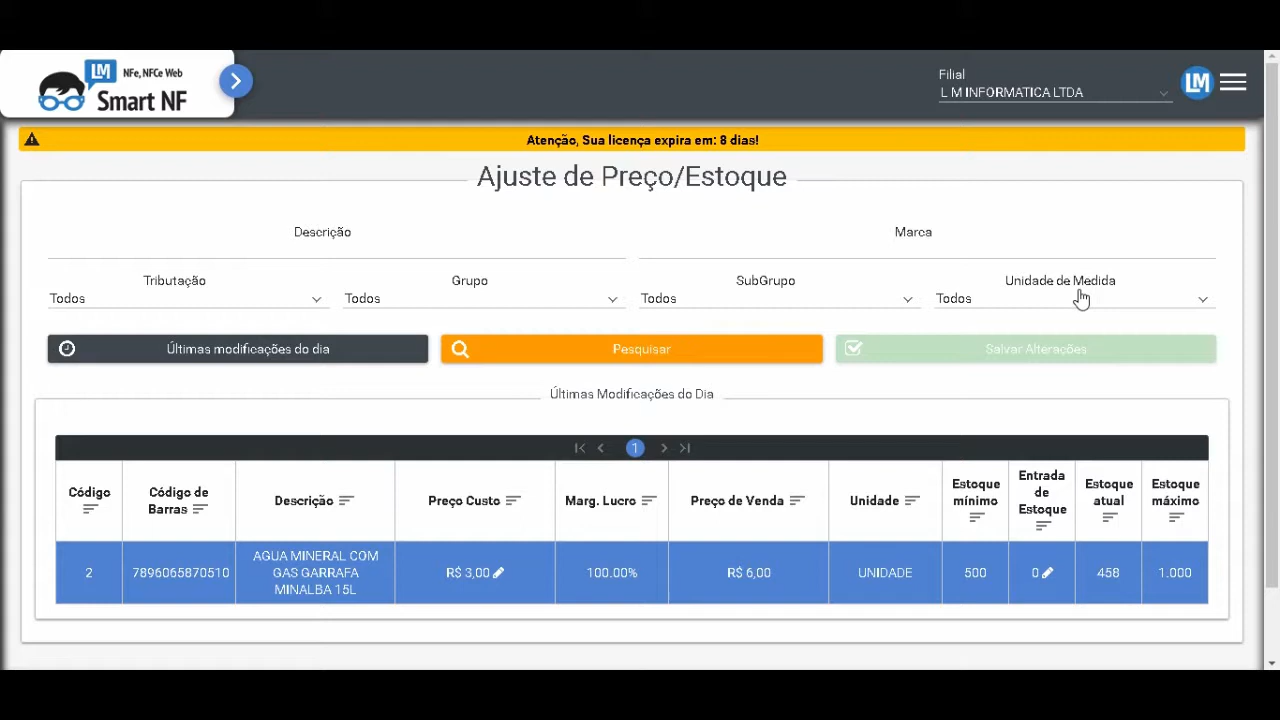 LM NFe, NFCe Web
Smart NF
Filial
L M INFORMATICA LTDA
LM
Atenção, Sua licença expira em: 8 dias!
Ajuste de Preço/Estoque
Descrição Marca
Tributação Grupo SubGrupo Unidade de Medida
Todos Todos Todos Todos
Últimas modificações do dia Pesquisar Salvar Alterações
Últimas Modificações do Dia
1
Código Código de Barras Descrição Preço Custo Marg. Lucro Preço de Venda Unidade Estoque mínimo Entrada de Estoque Estoque atual Estoque máximo
2 7896065870510 AGUA MINERAL COM GAS GARRAFA MINALBA 15L R$ 3,00 100.00% R$ 6,00 UNIDADE 500 0 458 1.000